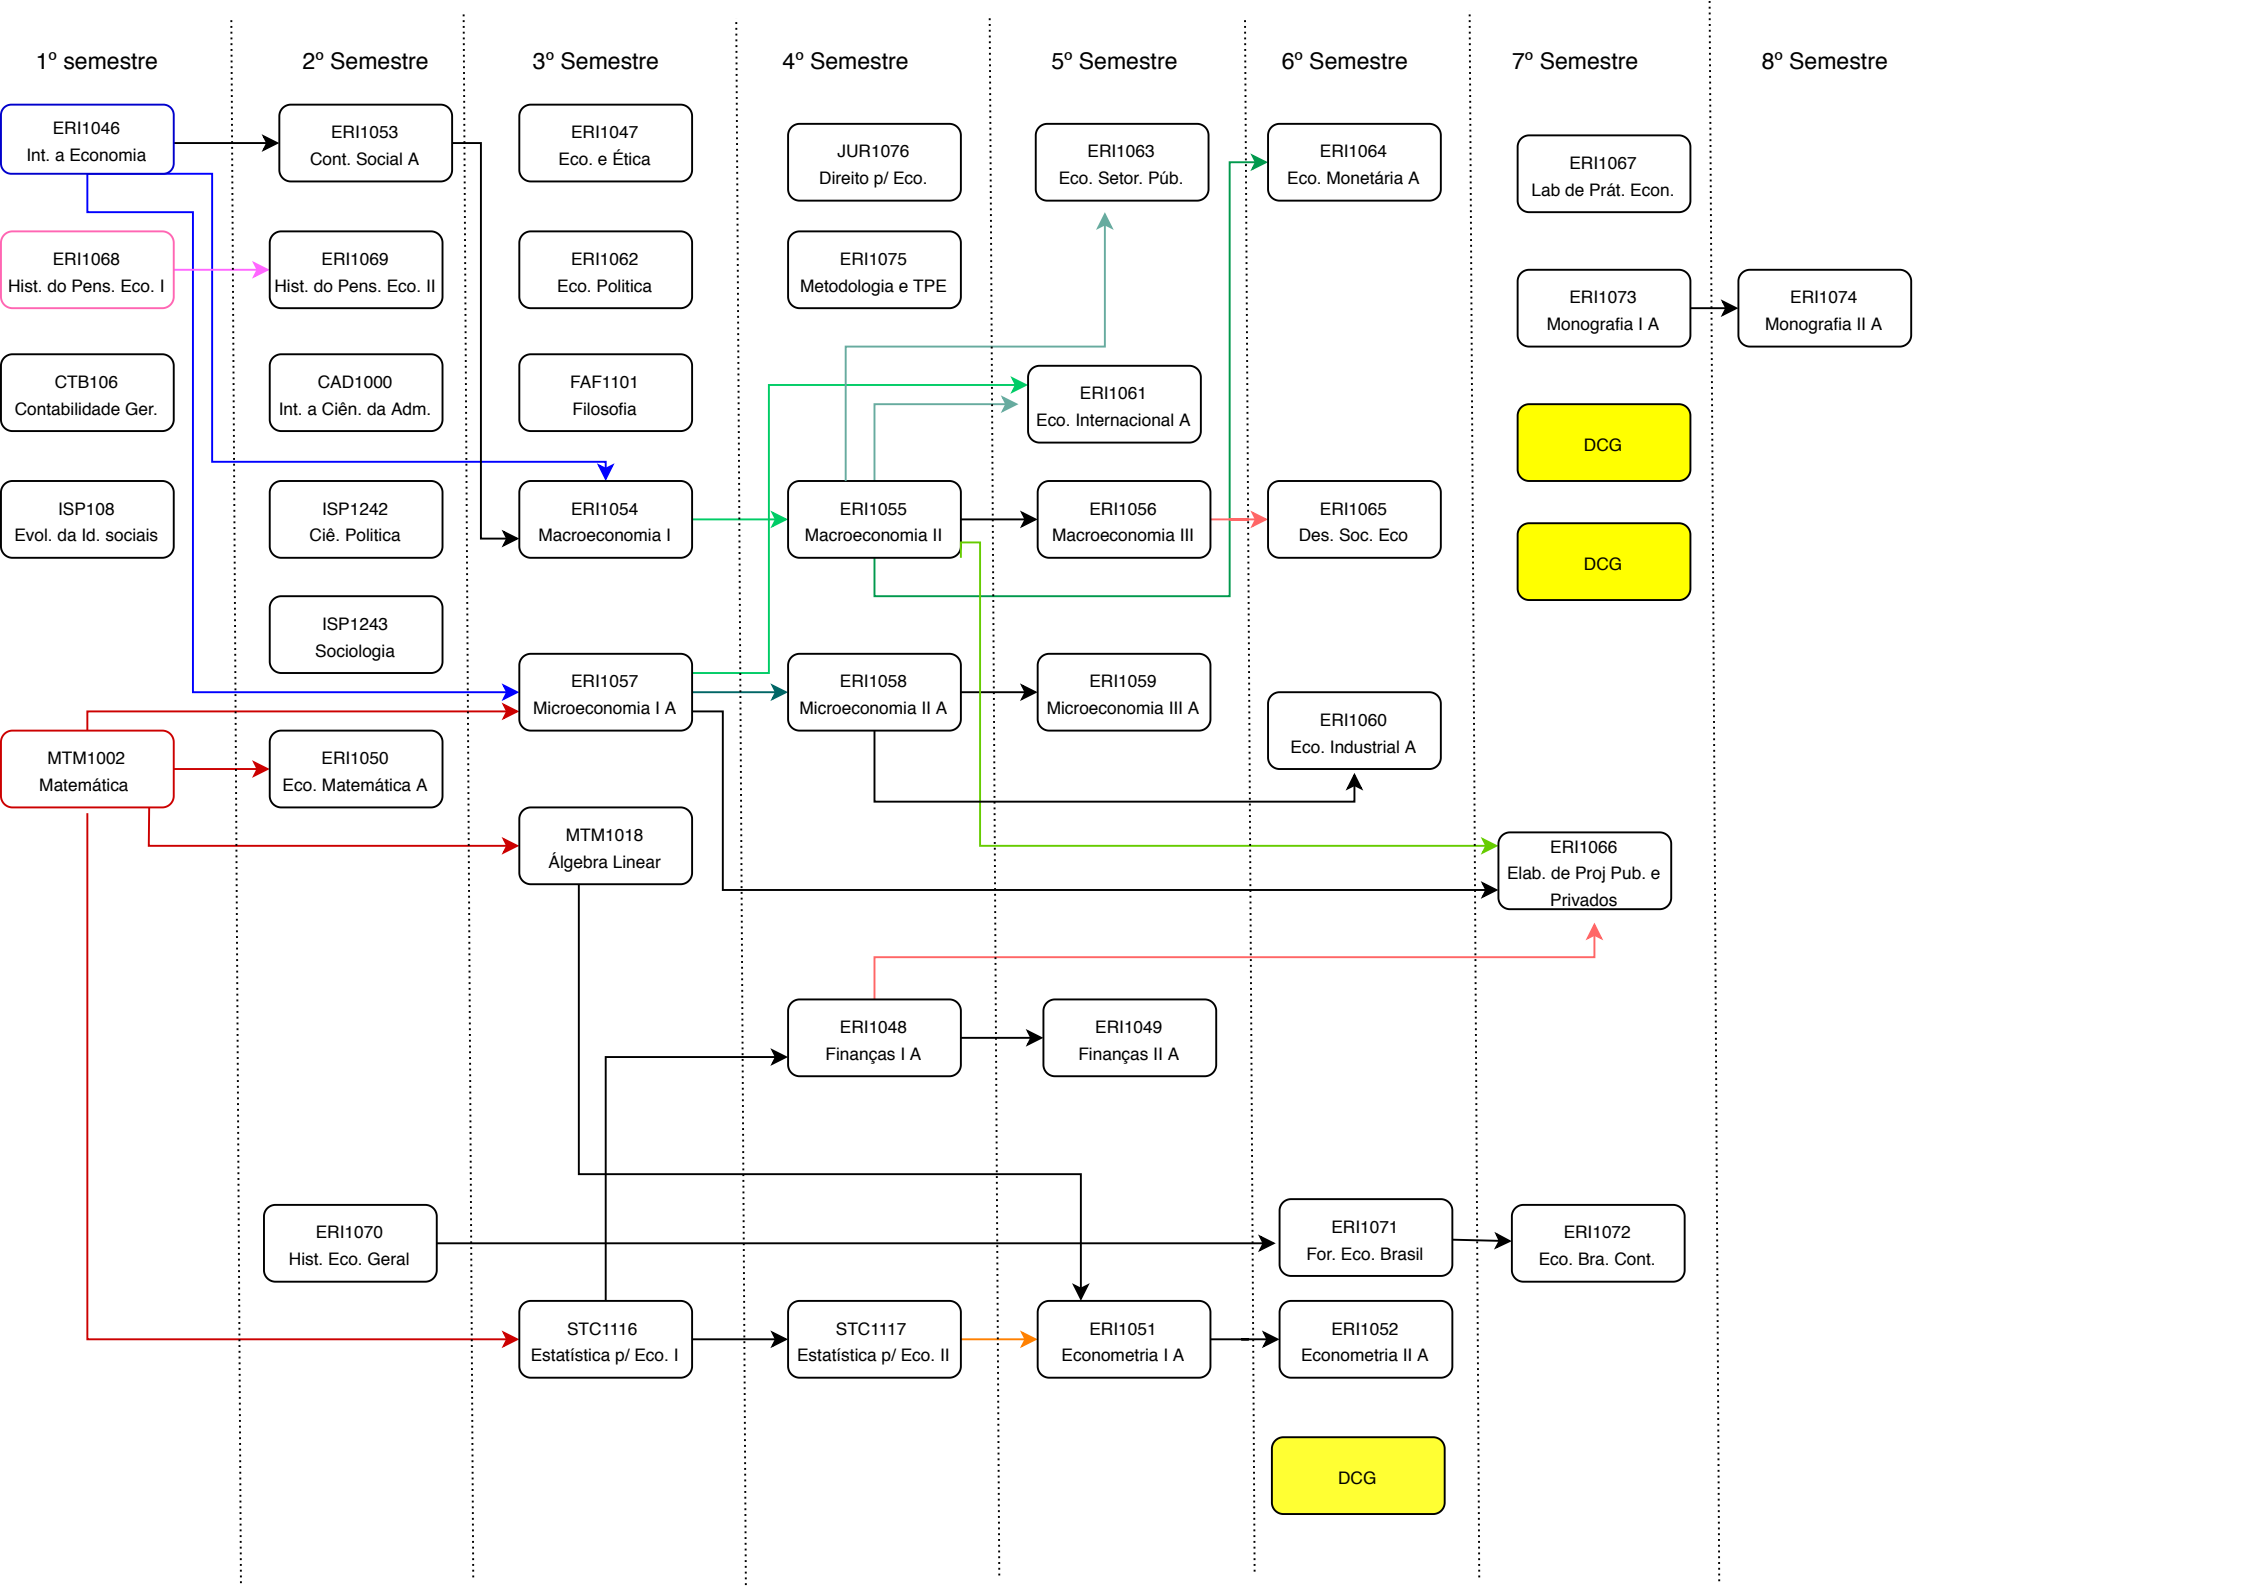 1º semestre
2º Semestre
3º Semestre
4º Semestre
5º Semestre
6º Semestre
7º Semestre
8º Semestre
ERI1046
Int. a Economia
ERI1068
Hist. do Pens. Eco. I
CTB106
Contabilidade Ger.
ISP108
Evol. da Id. sociais
MTM1002
Matemática
ERI1053
Cont. Social A
ERI1069
Hist. do Pens. Eco. II
CAD1000
Int. a Ciên. da Adm.
ISP1242
Ciê. Politica
ISP1243
Sociologia
ERI1050
Eco. Matemática A
ERI1070
Hist. Eco. Geral
ERI1047
Eco. e Ética
ERI1062
Eco. Politica
FAF1101
Filosofia
ERI1054
Macroeconomia I
ERI1057
Microeconomia I A
MTM1018
Álgebra Linear
STC1116
Estatística p/ Eco. I
JUR1076
Direito p/ Eco.
ERI1075
Metodologia e TPE
ERI1055
Macroeconomia II
ERI1058
Microeconomia II A
ERI1048
Finanças I A
STC1117
Estatística p/ Eco. II
ERI1063
Eco. Setor. Púb.
ERI1061
Eco. Internacional A
ERI1056
Macroeconomia III
ERI1059
Microeconomia III A
ERI1049
Finanças II A
ERI1051
Econometria I A
ERI1064
Eco. Monetária A
ERI1065
Des. Soc. Eco
ERI1060
Eco. Industrial A
ERI1071
For. Eco. Brasil
ERI1052
Econometria II A
DCG
ERI1067
Lab de Prát. Econ.
ERI1073
Monografia I A
DCG
DCG
ERI1066
Elab. de Proj Pub. e
Privados
ERI1072
Eco. Bra. Cont.
ERI1074
Monografia II A